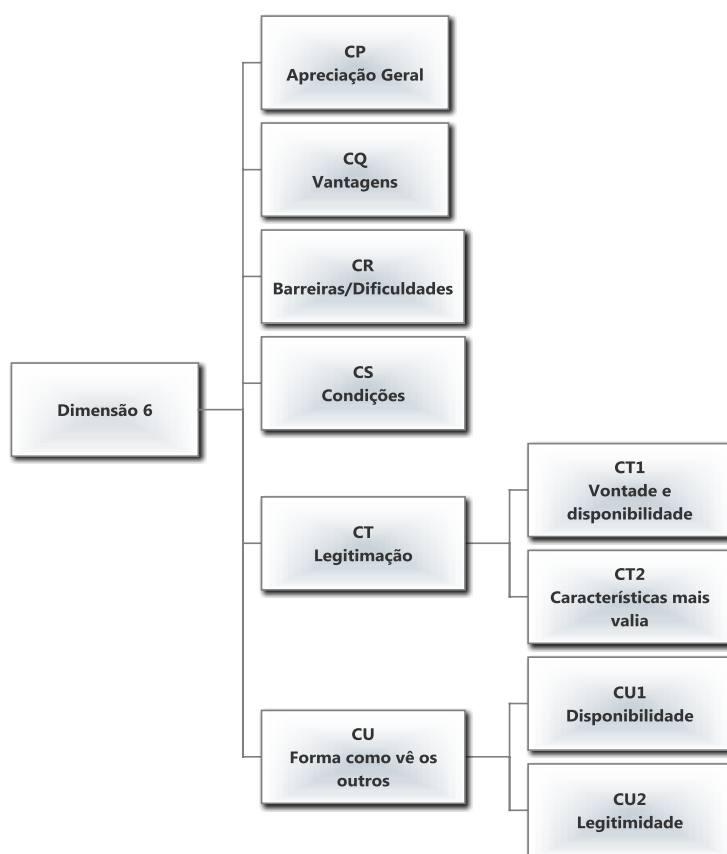 CP
Apreciação Geral
CQ
Vantagens
CR
Barreiras/Dificuldades
CS
Condições
Dimensão 6
CT
Legitimação
CT1
Vontade e
disponibilidade
CT2
Características mais
valia
CU
Forma como vê os
outros
CU1
Disponibilidade
CU2
Legitimidade